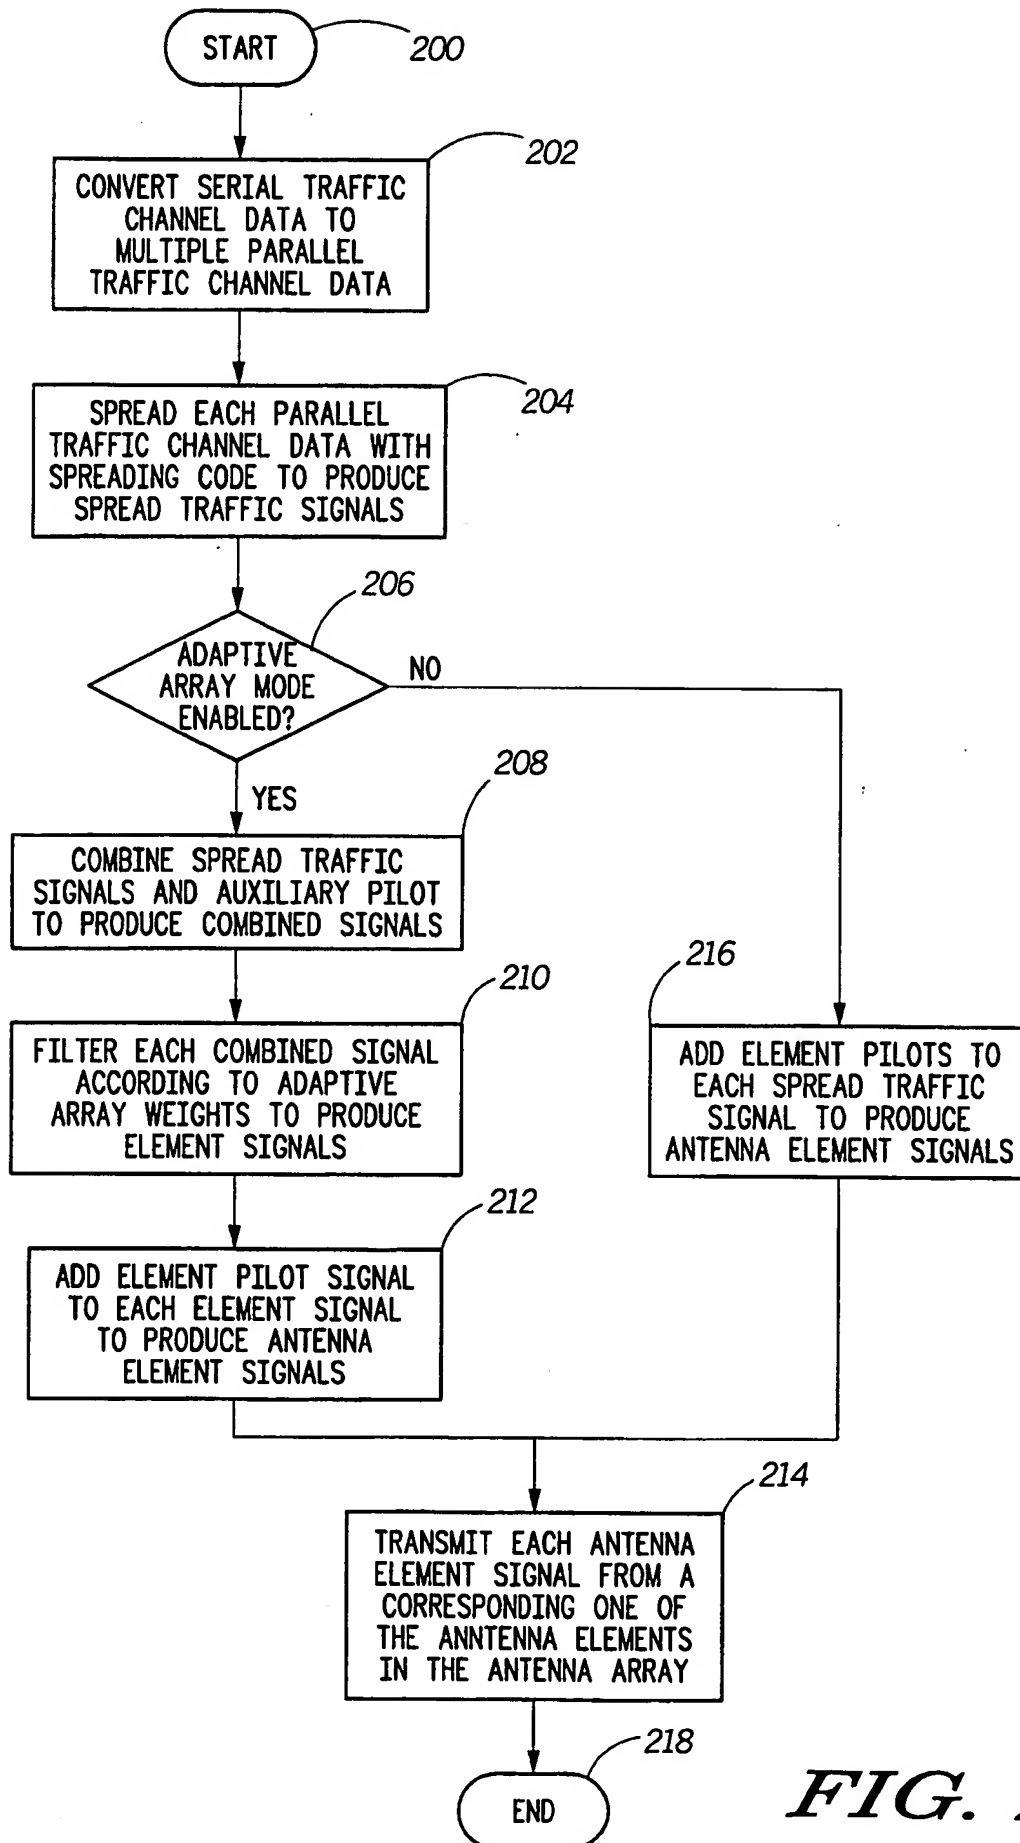 START
200
202
CONVERT SERIAL TRAFFIC
CHANNEL DATA TO
MULTIPLE PARALLEL
TRAFFIC CHANNEL DATA
204
SPREAD EACH PARALLEL
TRAFFIC CHANNEL DATA WITH
SPREADING CODE TO PRODUCE
SPREAD TRAFFIC SIGNALS
206
ADAPTIVE
ARRAY MODE
ENABLED?
NO
YES
208
COMBINE SPREAD TRAFFIC
SIGNALS AND AUXILIARY PILOT
TO PRODUCE COMBINED SIGNALS
210
FILTER EACH COMBINED SIGNAL
ACCORDING TO ADAPTIVE
ARRAY WEIGHTS TO PRODUCE
ELEMENT SIGNALS
216
ADD ELEMENT PILOTS TO
EACH SPREAD TRAFFIC
SIGNAL TO PRODUCE
ANTENNA ELEMENT SIGNALS
212
ADD ELEMENT PILOT SIGNAL
TO EACH ELEMENT SIGNAL
TO PRODUCE ANTENNA
ELEMENT SIGNALS
214
TRANSMIT EACH ANTENNA
ELEMENT SIGNAL FROM A
CORRESPONDING ONE OF
THE ANNTENNA ELEMENTS
IN THE ANTENNA ARRAY
218
END
FIG.